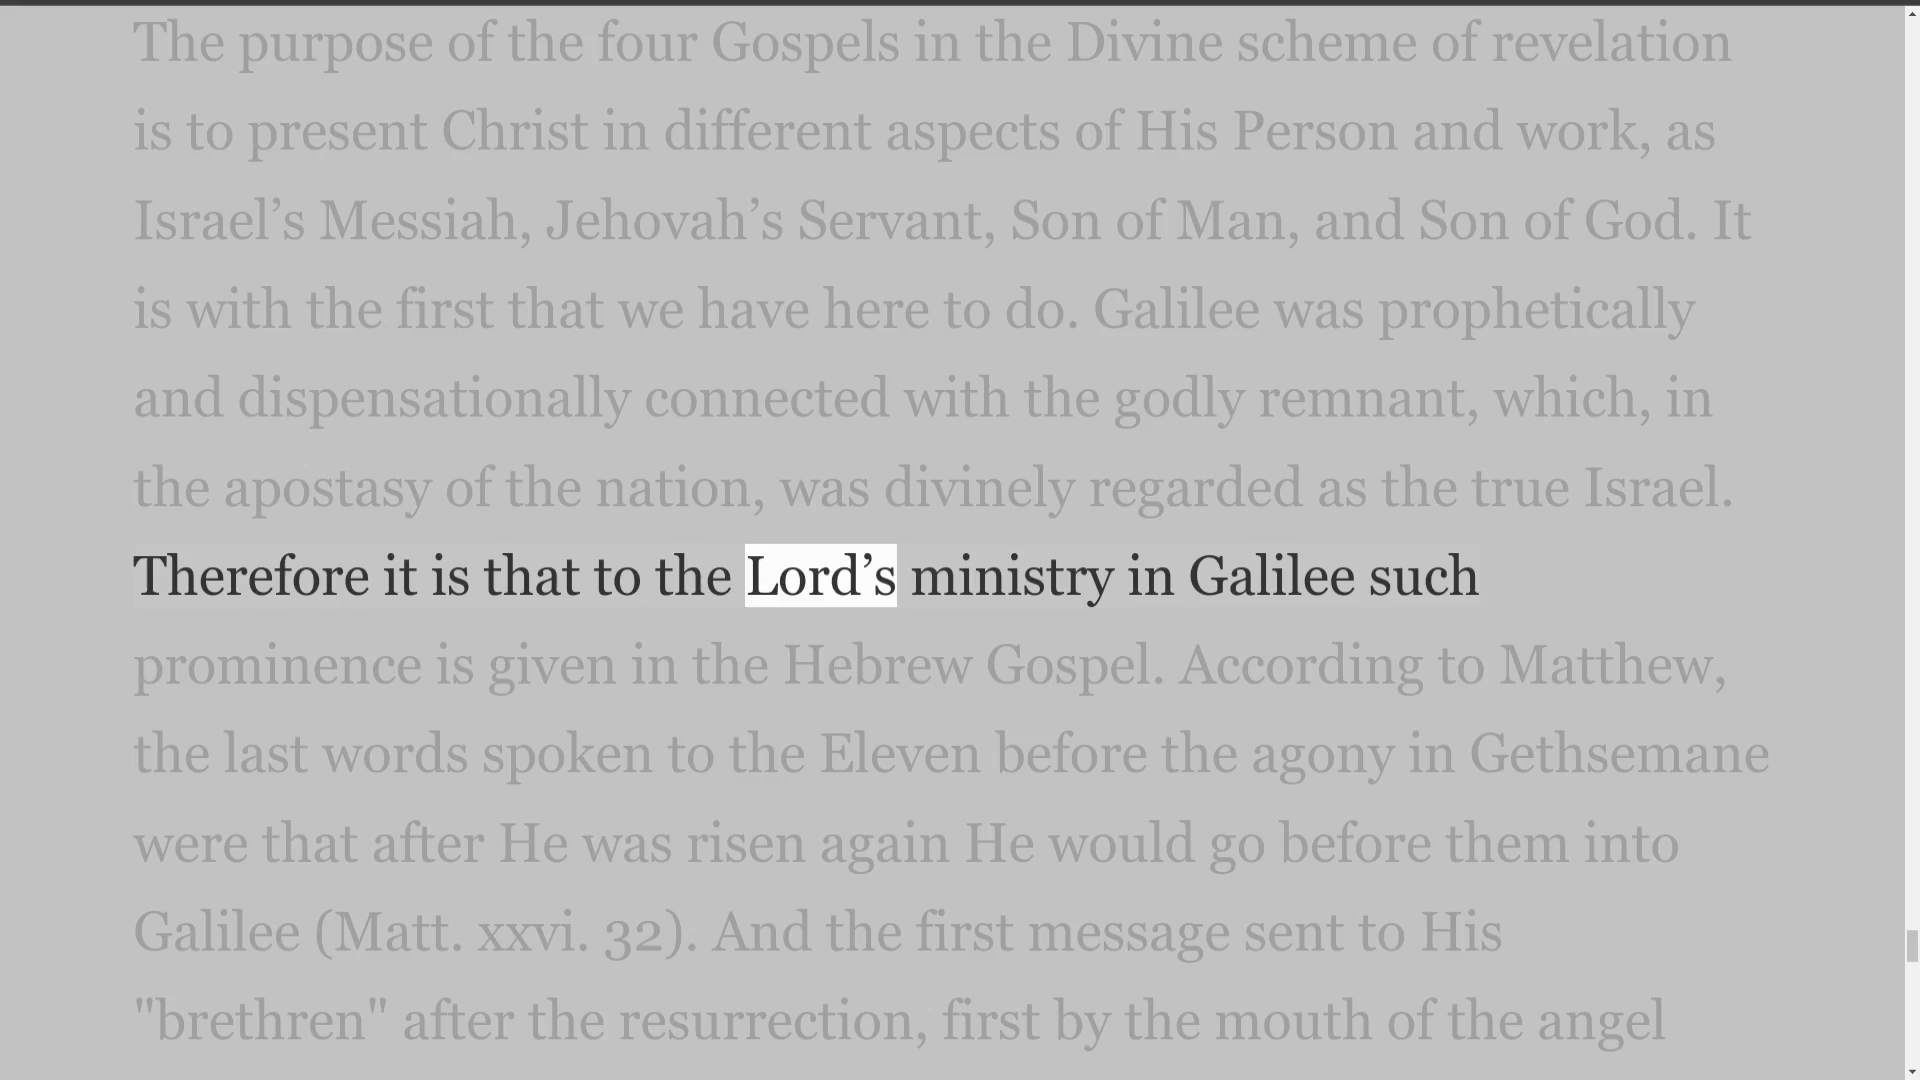 The purpose of the four Gospels in the Divine scheme of revelation
is to present Christ in different aspects of His Person and work, as
Israel’s Messiah, Jehovah’s Servant, Son of Man, and Son of God. It
is with the first that we have here to do. Galilee was prophetically
and dispensationally connected with the godly remnant, which, in
the apostasy of the nation, was divinely regarded as the true Israel.
Therefore it is that to the Lord’s ministry in Galilee such
prominence is given in the Hebrew Gospel. According to Matthew,
the last words spoken to the Eleven before the agony in Gethsemane
were that after He was risen again He would go before them into
Galilee (Matt. xxvi. 32). And the first message sent to His
"brethren" after the resurrection, first by the mouth of the angel